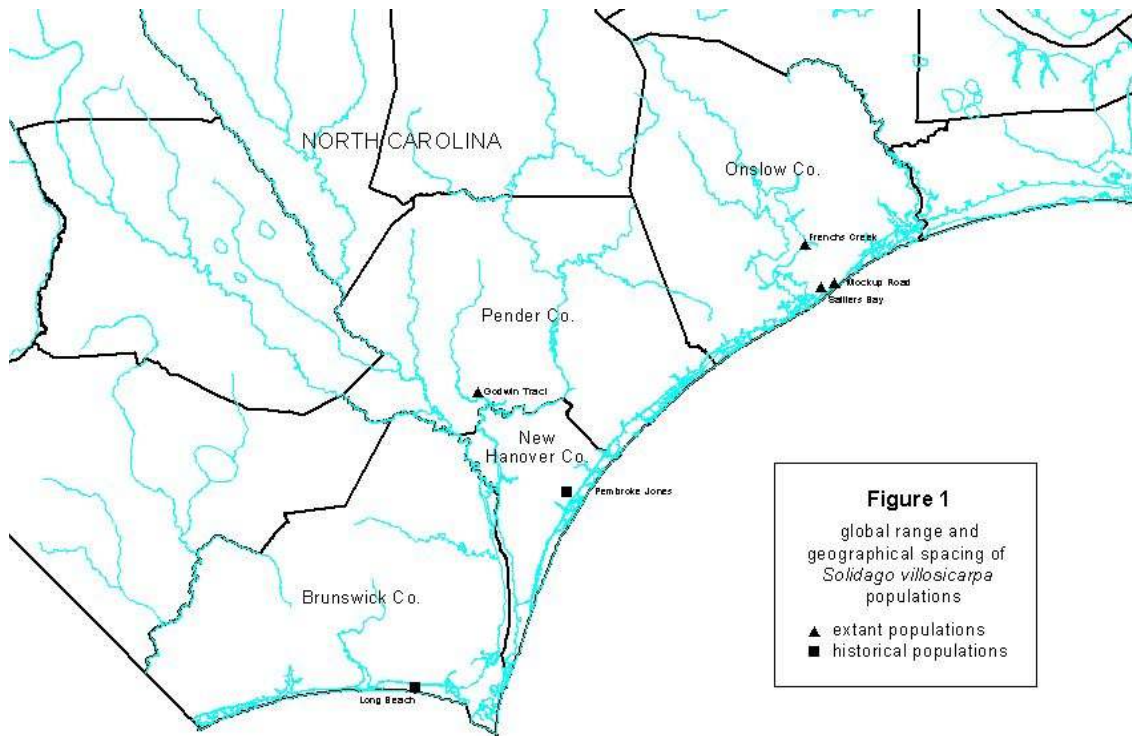 NORTH CAROLINA
Onslow Co.
Frenchs Creek
Mockup Road
Salliers Bay
Pender Co.
Godwin Tract
New
Hanover Co.
Pembroke Jones
Brunswick Co.
Long Beach
Figure 1
global range and
geographical spacing of
Solidago villosicarpa
populations
extant populations
historical populations